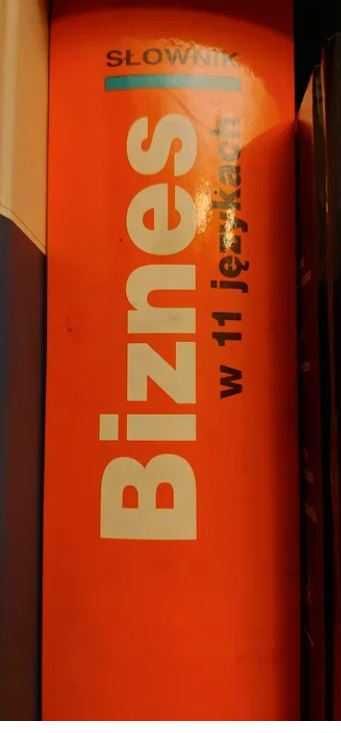 SŁOWNIK
Biznes
w 11 językach